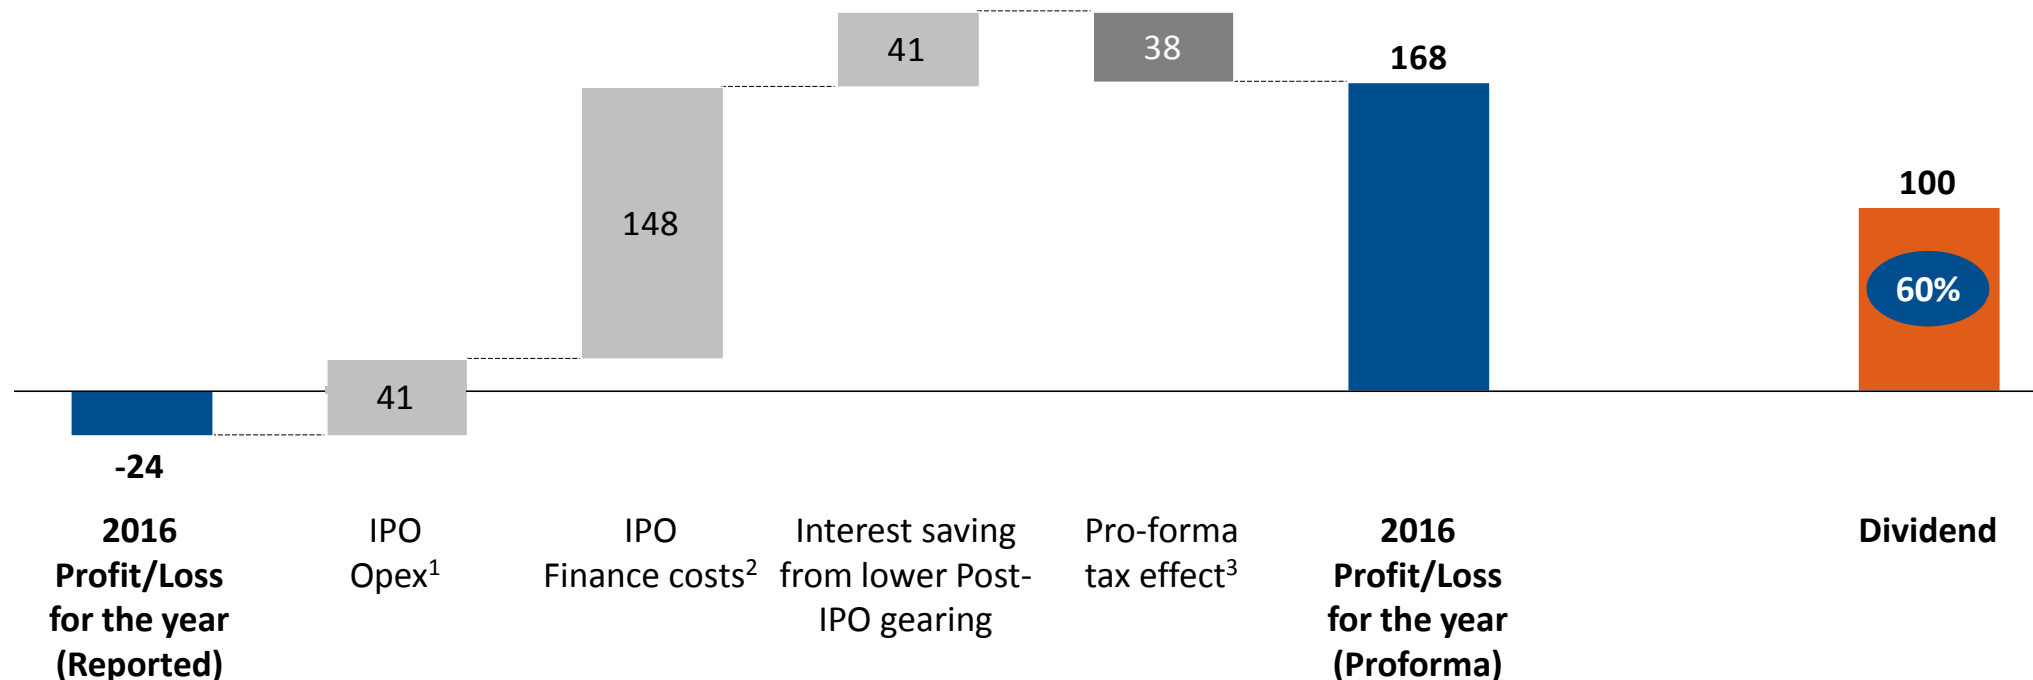 41
38
168
148
100
60%
41
-24
2016
Profit/Loss
for the year
(Reported)
IPO
Opex¹
IPO
Finance costs²
Interest saving
from lower Post-
IPO gearing
Pro-forma
tax effect³
2016
Profit/Loss
for the year
(Proforma)
Dividend